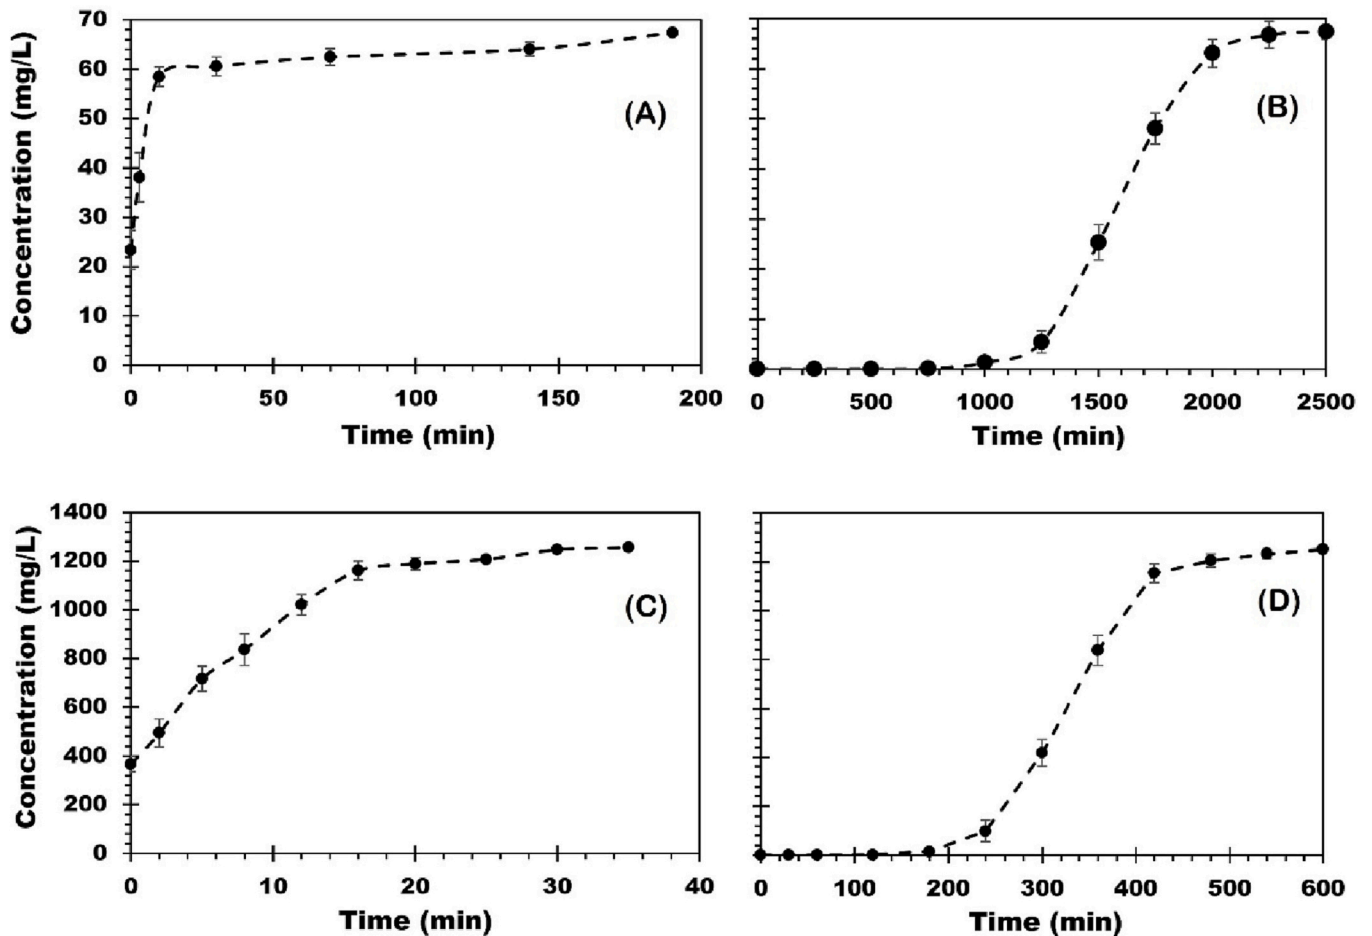 70
60
50
40
30
20
10
0
Concentration (mg/L)
(A)
0 50 100 150 200
Time (min)
(B)
0 500 1000 1500 2000 2500
Time (min)
1400
1200
1000
800
600
400
200
0
Concentration (mg/L)
(C)
0 10 20 30 40
Time (min)
(D)
0 100 200 300 400 500 600
Time (min)